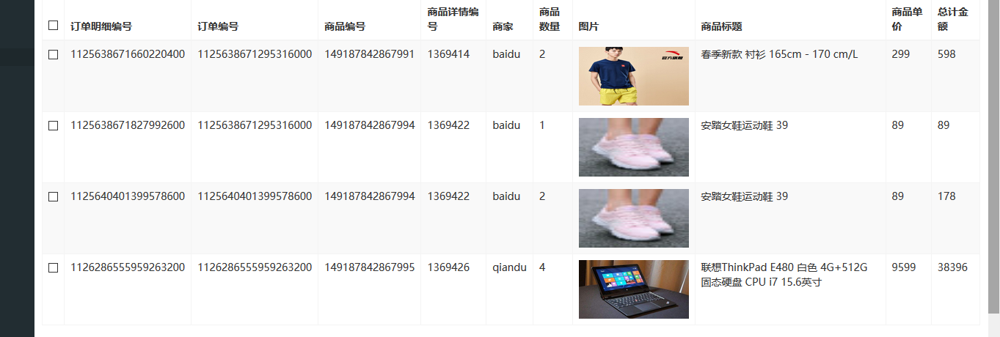 订单明细编号 订单编号 商品编号 商品详情编号 商家 商品数量 图片 商品标题 商品单价 总计金额
1125638671660220400 1125638671295316000 149187842867991 1369414 baidu 2 官方旗舰 春季新款 衬衫 165cm - 170 cm/L 299 598
1125638671827992600 1125638671295316000 149187842867994 1369422 baidu 1 安踏女鞋运动鞋 39 89 89
1125640401399578600 1125640401399578600 149187842867994 1369422 baidu 2 安踏女鞋运动鞋 39 89 178
1126286555959263200 1126286555959263200 149187842867995 1369426 qiandu 4 联想ThinkPad E480 白色 4G+512G 9599 38396
固态硬盘 CPU i7 15.6英寸